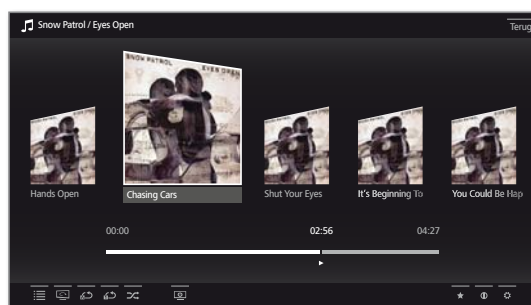 Snow Patrol / Eyes Open
Terug
SNOW PATROL EYES OPEN
Hands Open
Chasing Cars
Shut Your Eyes
It's Beginning To
You Could Be Hap
00:00
02:56
04:27